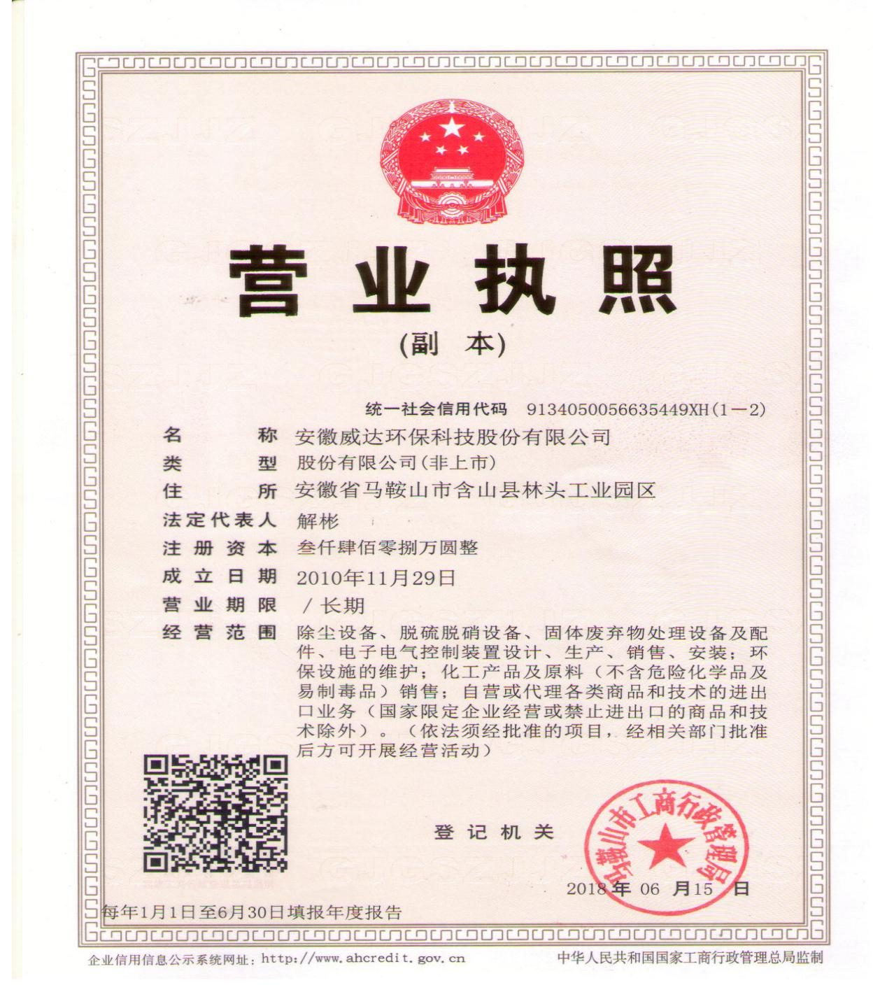 营业执照
(副 本)
统一社会信用代码 9134050056635449XH(1－2)
名称 安徽威达环保科技股份有限公司
类型 股份有限公司(非上市)
住所 安徽省马鞍山市含山县林头工业园区
法定代表人 解彬
注册资本 叁仟肆佰零捌万圆整
成立日期 2010年11月29日
营业期限 / 长期
经营范围 除尘设备、脱硫脱硝设备、固体废弃物处理设备及配
件、电子电气控制装置设计、生产、销售、安装；环
保设施的维护；化工产品及原料（不含危险化学品及
易制毒品）销售；自营或代理各类商品和技术的进出
口业务（国家限定企业经营或禁止进出口的商品和技
术除外）。（依法须经批准的项目，经相关部门批准
后方可开展经营活动）
登记机关
马鞍山市工商行政管理局
2018 年 06 月 15 日
每年1月1日至6月30日填报年度报告
企业信用信息公示系统网址：http://www.ahcredit.gov.cn
中华人民共和国国家工商行政管理总局监制